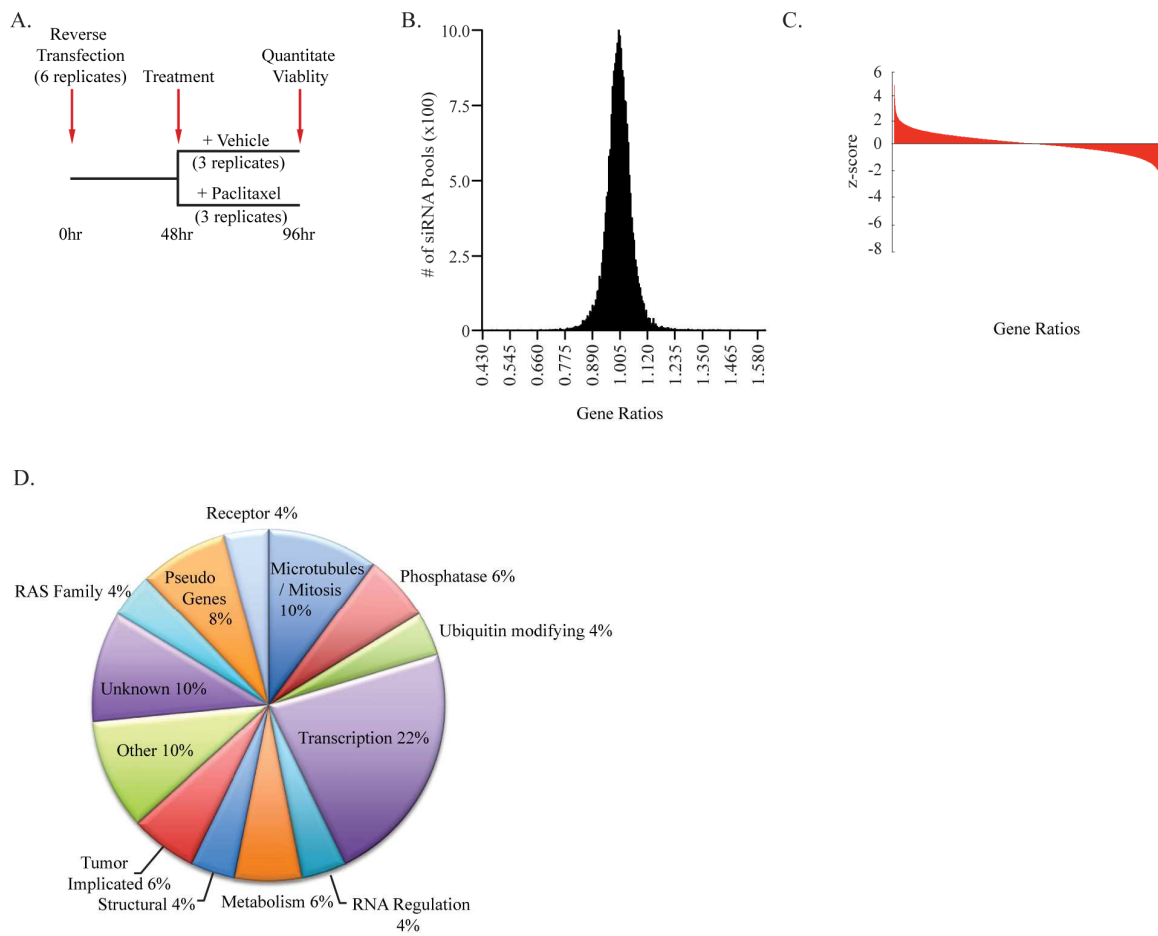 A.
Reverse
Transfection
(6 replicates)
Treatment
Quantitate
Viablity
+ Vehicle
(3 replicates)
+ Paclitaxel
(3 replicates)
0hr
48hr
96hr
B.
# of siRNA Pools (x100)
10.0
7.5
5.0
2.5
0
0.430
0.545
0.660
0.775
0.890
1.005
1.120
1.235
1.350
1.465
1.580
Gene Ratios
C.
z-score
6
4
2
0
-2
-4
-6
-8
Gene Ratios
D.
Receptor 4%
Microtubules
/ Mitosis
10%
Phosphatase 6%
Ubiquitin modifying 4%
Transcription 22%
RNA Regulation
4%
Metabolism 6%
Structural 4%
Tumor
Implicated 6%
Other 10%
Unknown 10%
RAS Family 4%
Pseudo
Genes
8%